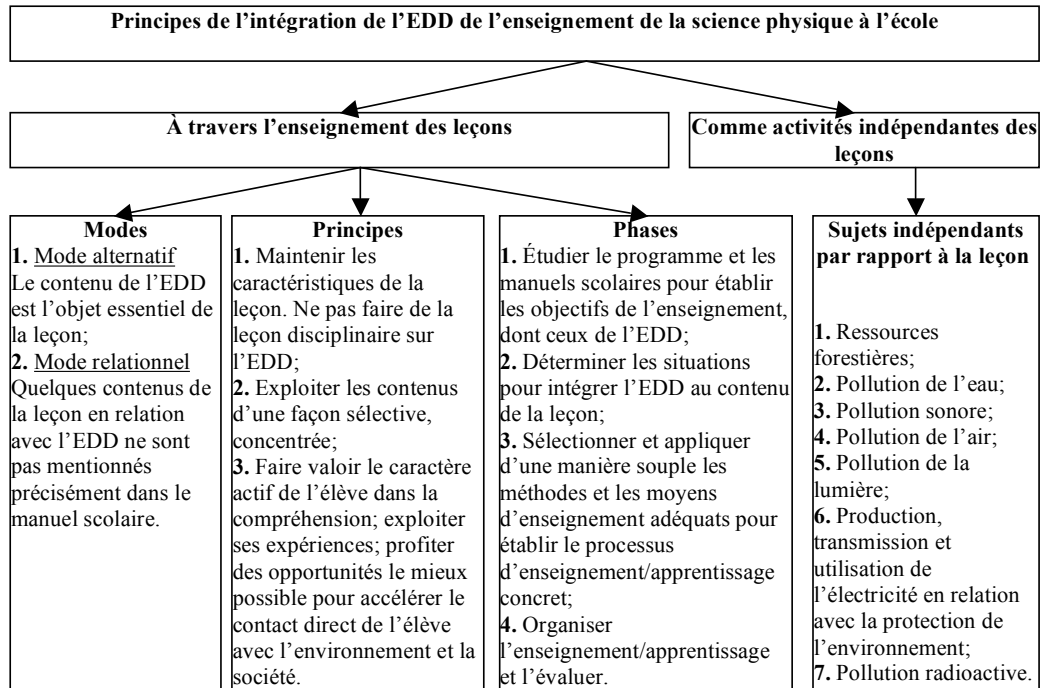 Principes de l’intégration de l’EDD de l’enseignement de la science physique à l’école
À travers l’enseignement des leçons
Comme activités indépendantes des
leçons
Modes
1. Mode alternatif
Le contenu de l’EDD
est l’objet essentiel de
la leçon;
2. Mode relationnel
Quelques contenus de
la leçon en relation
avec l’EDD ne sont
pas mentionnés
précisément dans le
manuel scolaire.
Principes
1. Maintenir les
caractéristiques de la
leçon. Ne pas faire de la
leçon disciplinaire sur
l’EDD;
2. Exploiter les contenus
d’une façon sélective,
concentrée;
3. Faire valoir le caractère
actif de l’élève dans la
compréhension; exploiter
ses expériences; profiter
des opportunités le mieux
possible pour accélérer le
contact direct de l’élève
avec l’environnement et la
société.
Phases
1. Étudier le programme et les
manuels scolaires pour établir
les objectifs de l’enseignement,
dont ceux de l’EDD;
2. Déterminer les situations
pour intégrer l’EDD au contenu
de la leçon;
3. Sélectionner et appliquer
d’une manière souple les
méthodes et les moyens
d’enseignement adéquats pour
établir le processus
d’enseignement/apprentissage
concret;
4. Organiser
l’enseignement/apprentissage
et l’évaluer.
Sujets indépendants
par rapport à la leçon
1. Ressources
forestières;
2. Pollution de l’eau;
3. Pollution sonore;
4. Pollution de l’air;
5. Pollution de la
lumière;
6. Production,
transmission et
utilisation de
l’électricité en relation
avec la protection de
l’environnement;
7. Pollution radioactive.